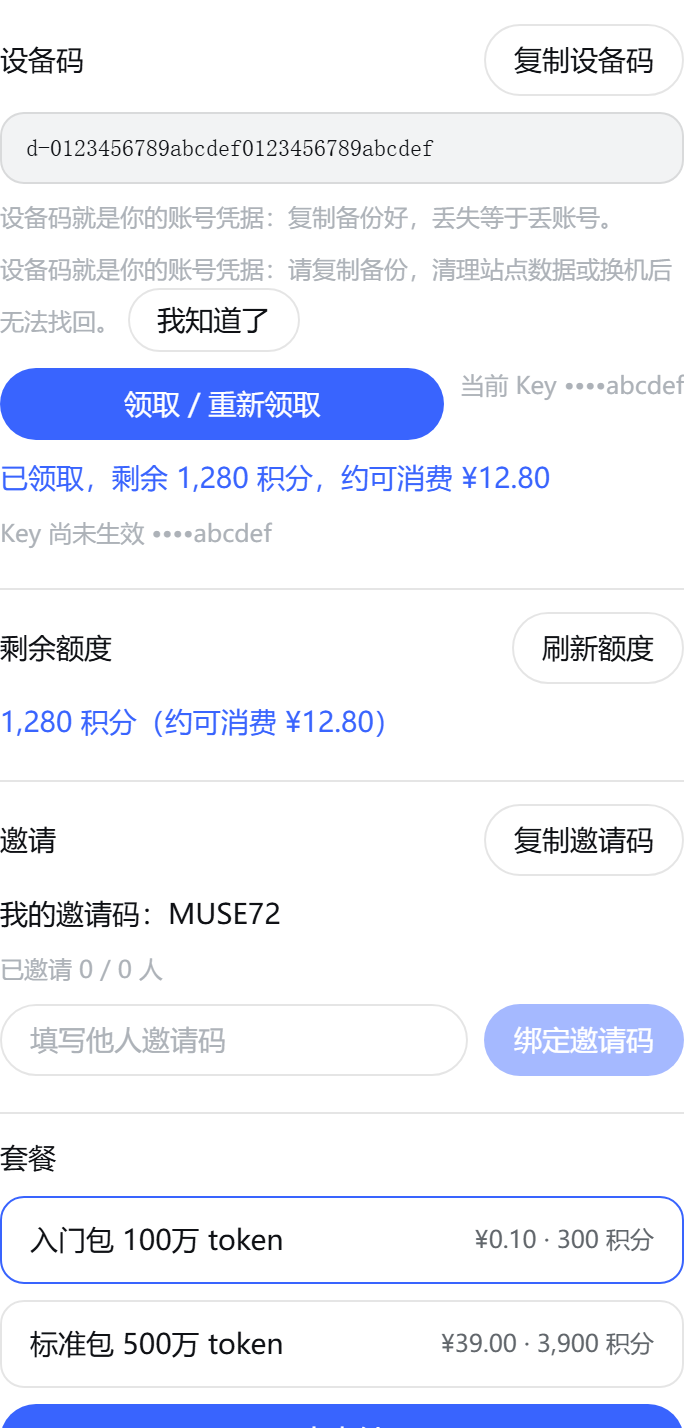 设备码
复制设备码
d-0123456789abcdef0123456789abcdef
设备码就是你的账号凭据：复制备份好，丢失等于丢账号。
设备码就是你的账号凭据：请复制备份，清理站点数据或换机后
无法找回。 我知道了
领取 / 重新领取
当前 Key ••••abcdef
已领取，剩余 1,280 积分，约可消费 ¥12.80
Key 尚未生效 ••••abcdef
剩余额度
刷新额度
1,280 积分（约可消费 ¥12.80）
邀请
复制邀请码
我的邀请码：MUSE72
已邀请 0 / 0 人
填写他人邀请码
绑定邀请码
套餐
入门包 100万 token
¥0.10 · 300 积分
标准包 500万 token
¥39.00 · 3,900 积分